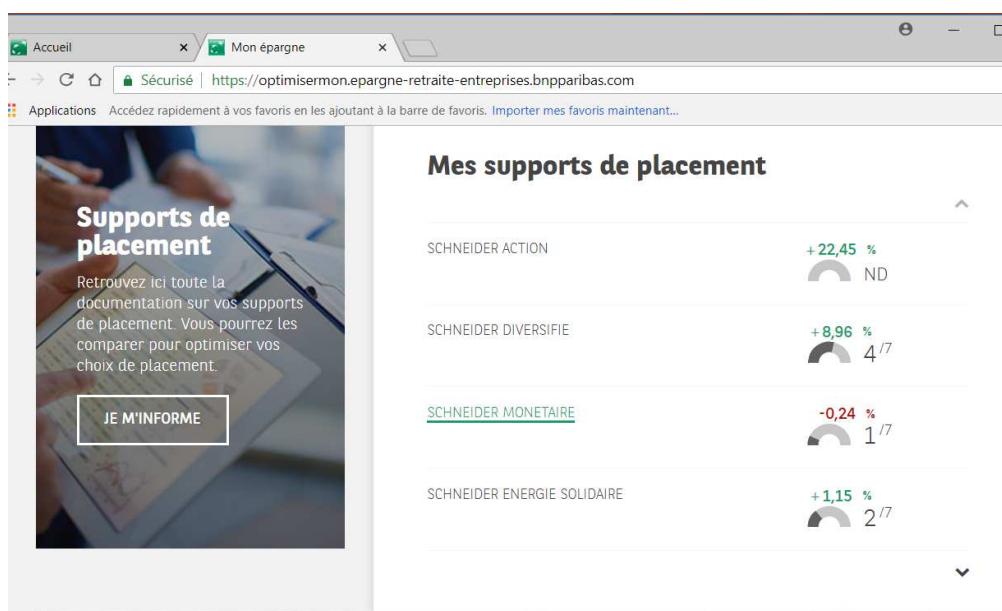 Accueil
Mon épargne
Sécurisé | https://optimisermon.epargne-retraite-entreprises.bnpparibas.com
Applications Accédez rapidement à vos favoris en les ajoutant à la barre de favoris. Importer mes favoris maintenant...
Supports de
placement
Retrouvez ici toute la
documentation sur vos supports
de placement. Vous pourrez les
comparer pour optimiser vos
choix de placement.
JE M'INFORME
Mes supports de placement
SCHNEIDER ACTION
+22,45 %
ND
SCHNEIDER DIVERSIFIE
+8,96 %
4/7
SCHNEIDER MONETAIRE
-0,24 %
1/7
SCHNEIDER ENERGIE SOLIDAIRE
+1,15 %
2/7